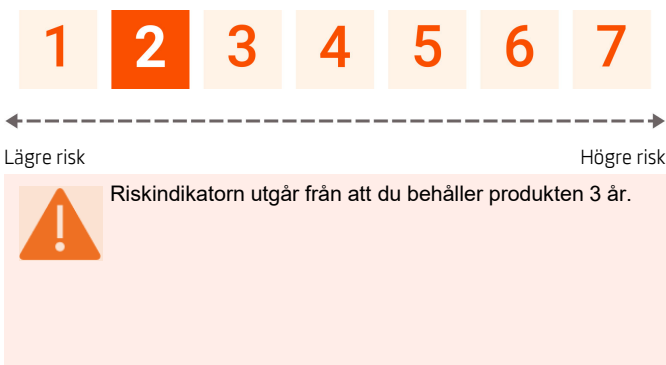 1 2 3 4 5 6 7
Lägre risk Högre risk
Riskindikatorn utgår från att du behåller produkten 3 år.